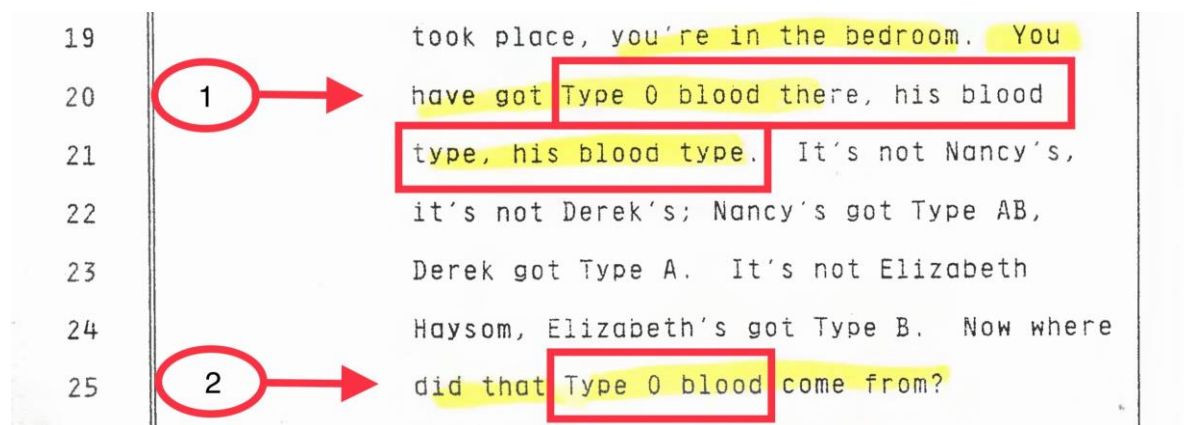 19 took place, you're in the bedroom. You
1 20 have got Type O blood there, his blood
21 type, his blood type. It's not Nancy's,
22 it's not Derek's; Nancy's got Type AB,
23 Derek got Type A. It's not Elizabeth
24 Haysom, Elizabeth's got Type B. Now where
2 25 did that Type O blood come from?